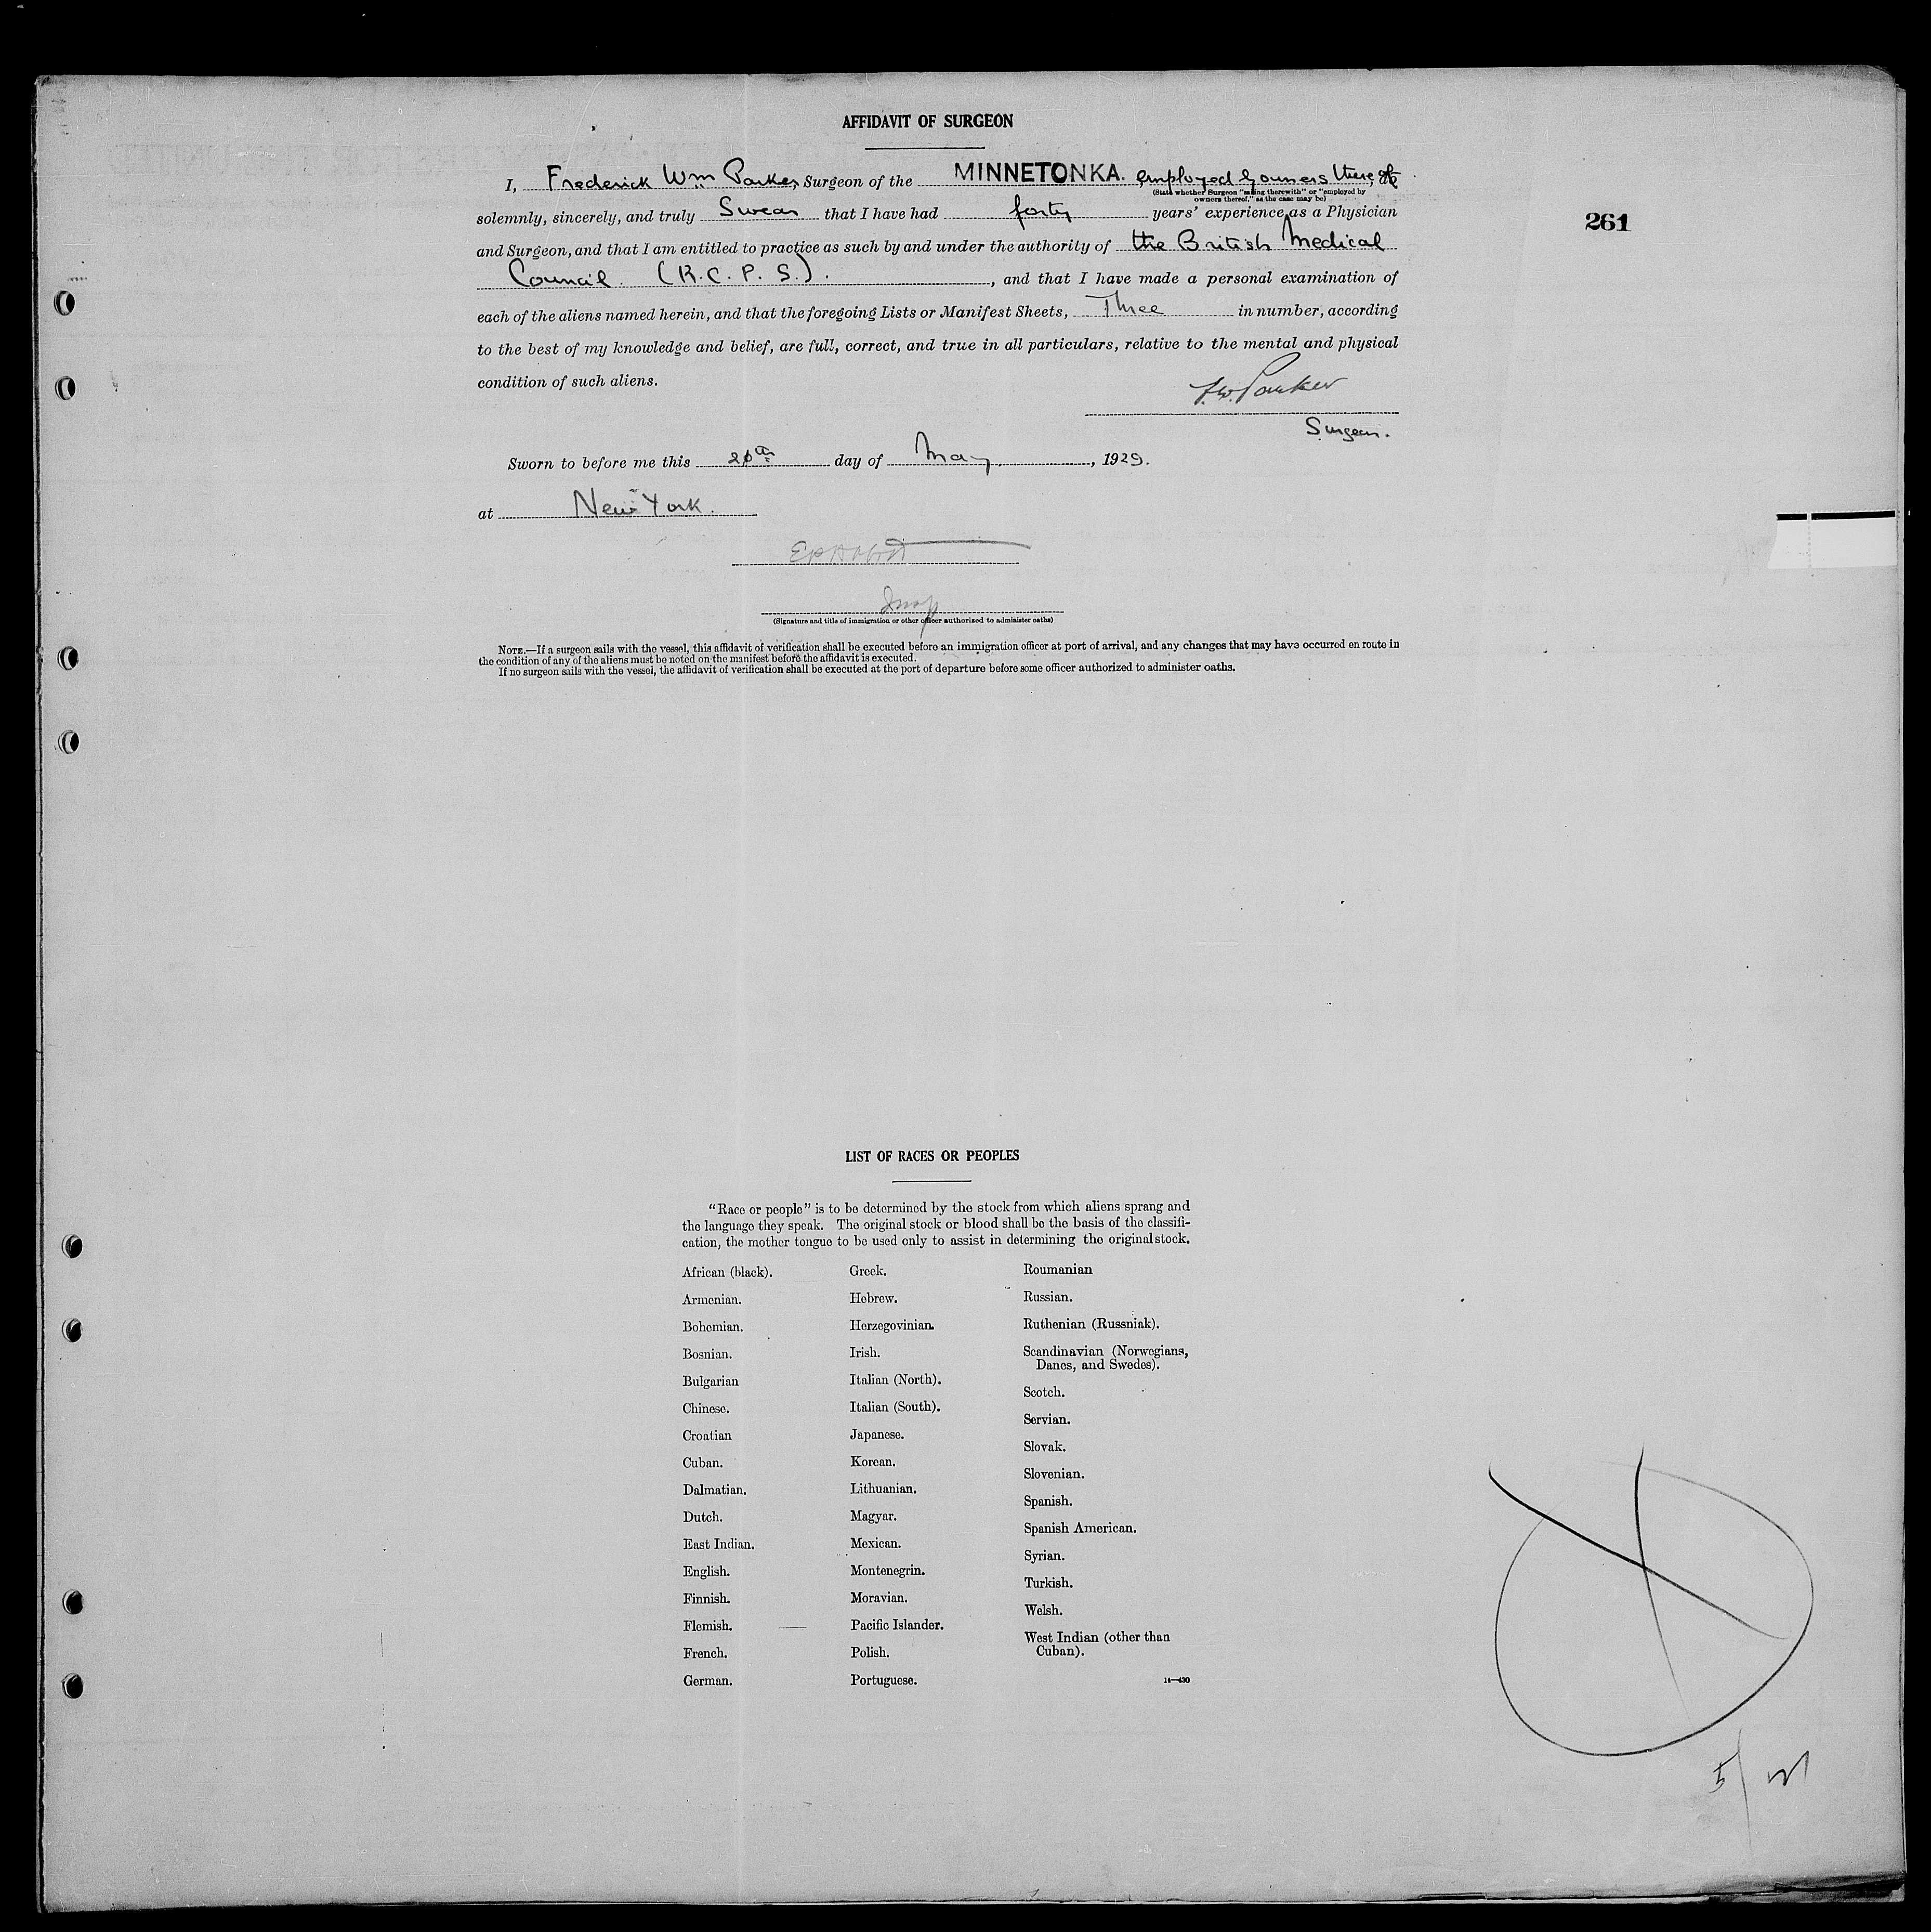 AFFIDAVIT OF SURGEON
I, Frederick Wm Parker, Surgeon of the MINNETONKA. employed by owners thereof
(State whether Surgeon "sailing therewith" or "employed by
owners thereof," as the case may be)
261
solemnly, sincerely, and truly Swear that I have had forty years' experience as a Physician
and Surgeon, and that I am entitled to practice as such by and under the authority of the British Medical
Council. (R.C.P.S.). , and that I have made a personal examination of
each of the aliens named herein, and that the foregoing Lists or Manifest Sheets, Three in number, according
to the best of my knowledge and belief, are full, correct, and true in all particulars, relative to the mental and physical
condition of such aliens.
F.W. Parker
Surgeon.
Sworn to before me this 20th day of May, 1929.
at New York.
Insp
(Signature and title of immigration or other officer authorized to administer oaths)
NOTE.—If a surgeon sails with the vessel, this affidavit of verification shall be executed before an immigration officer at port of arrival, and any changes that may have occurred en route in
the condition of any of the aliens must be noted on the manifest before the affidavit is executed.
If no surgeon sails with the vessel, the affidavit of verification shall be executed at the port of departure before some officer authorized to administer oaths.
LIST OF RACES OR PEOPLES
"Race or people" is to be determined by the stock from which aliens sprang and
the language they speak. The original stock or blood shall be the basis of the classifi-
cation, the mother tongue to be used only to assist in determining the original stock.
African (black).
Armenian.
Bohemian.
Bosnian.
Bulgarian
Chinese.
Croatian
Cuban.
Dalmatian.
Dutch.
East Indian.
English.
Finnish.
Flemish.
French.
German.
Greek.
Hebrew.
Herzegovinian.
Irish.
Italian (North).
Italian (South).
Japanese.
Korean.
Lithuanian.
Magyar.
Mexican.
Montenegrin.
Moravian.
Pacific Islander.
Polish.
Portuguese.
Roumanian
Russian.
Ruthenian (Russniak).
Scandinavian (Norwegians,
Danes, and Swedes).
Scotch.
Servian.
Slovak.
Slovenian.
Spanish.
Spanish American.
Syrian.
Turkish.
Welsh.
West Indian (other than
Cuban).
14—430